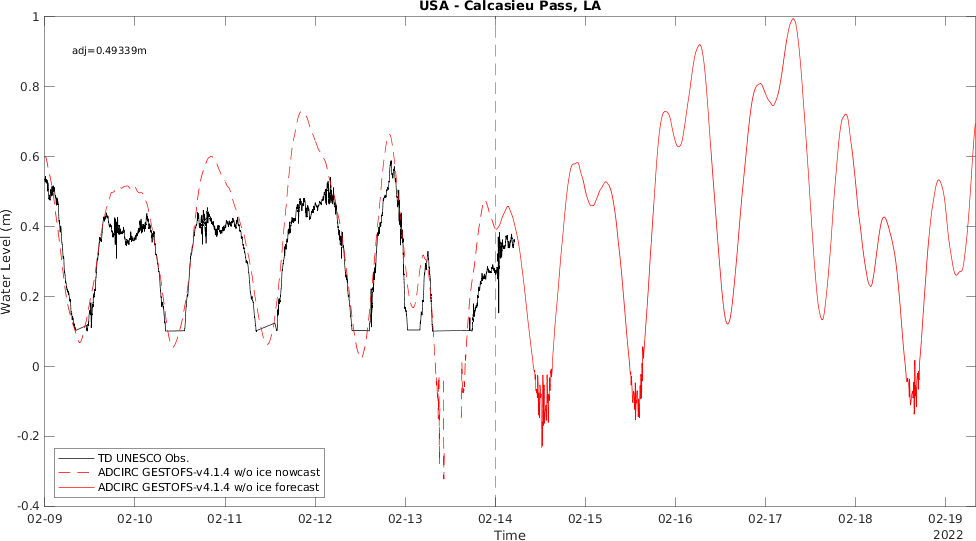 USA - Calcasieu Pass, LA
adj=0.49339m
1
0.8
0.6
0.4
0.2
0
-0.2
-0.4
Water Level (m)
TD UNESCO Obs.
ADCIRC GESTOFS-v4.1.4 w/o ice nowcast
ADCIRC GESTOFS-v4.1.4 w/o ice forecast
02-09 02-10 02-11 02-12 02-13 02-14 02-15 02-16 02-17 02-18 02-19
Time
2022